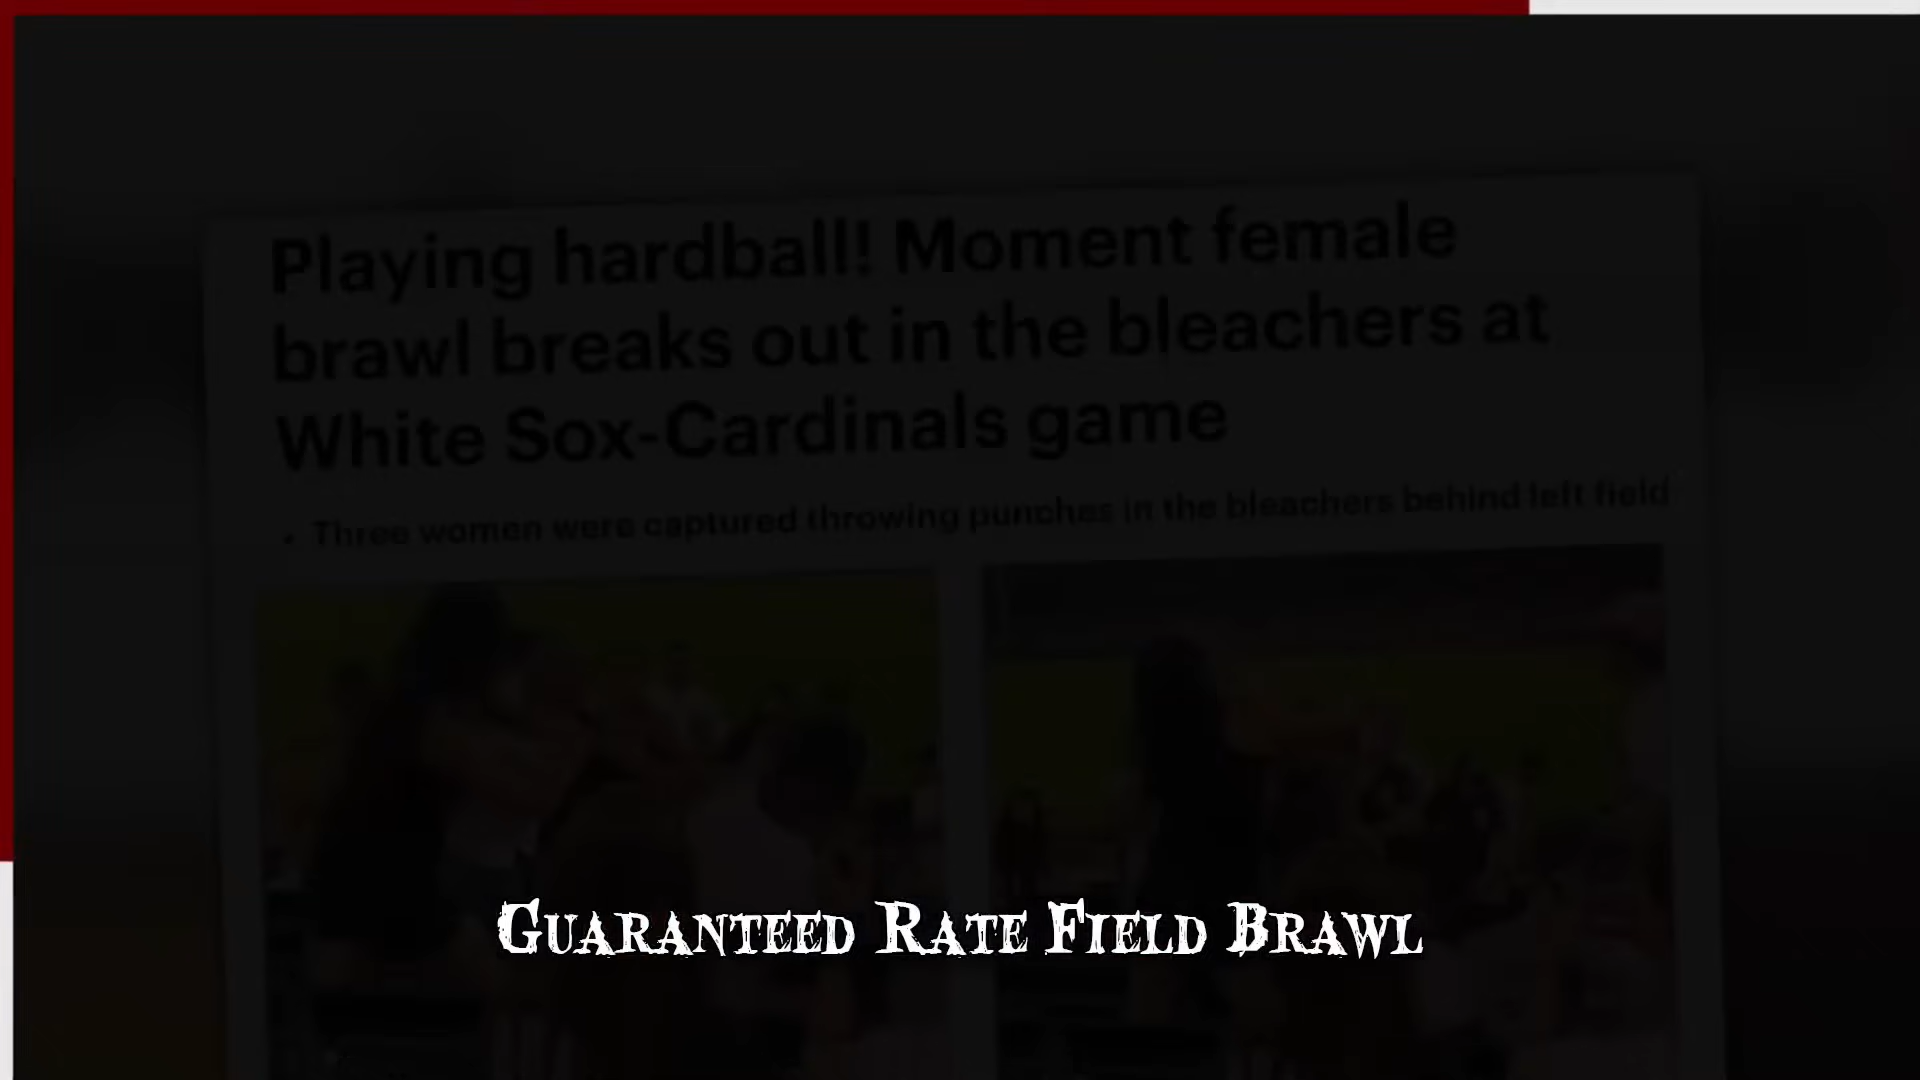 Playing hardball! Moment female
brawl breaks out in the bleachers at
White Sox-Cardinals game
• Three women were captured throwing punches in the bleachers behind left field
Guaranteed Rate Field Brawl